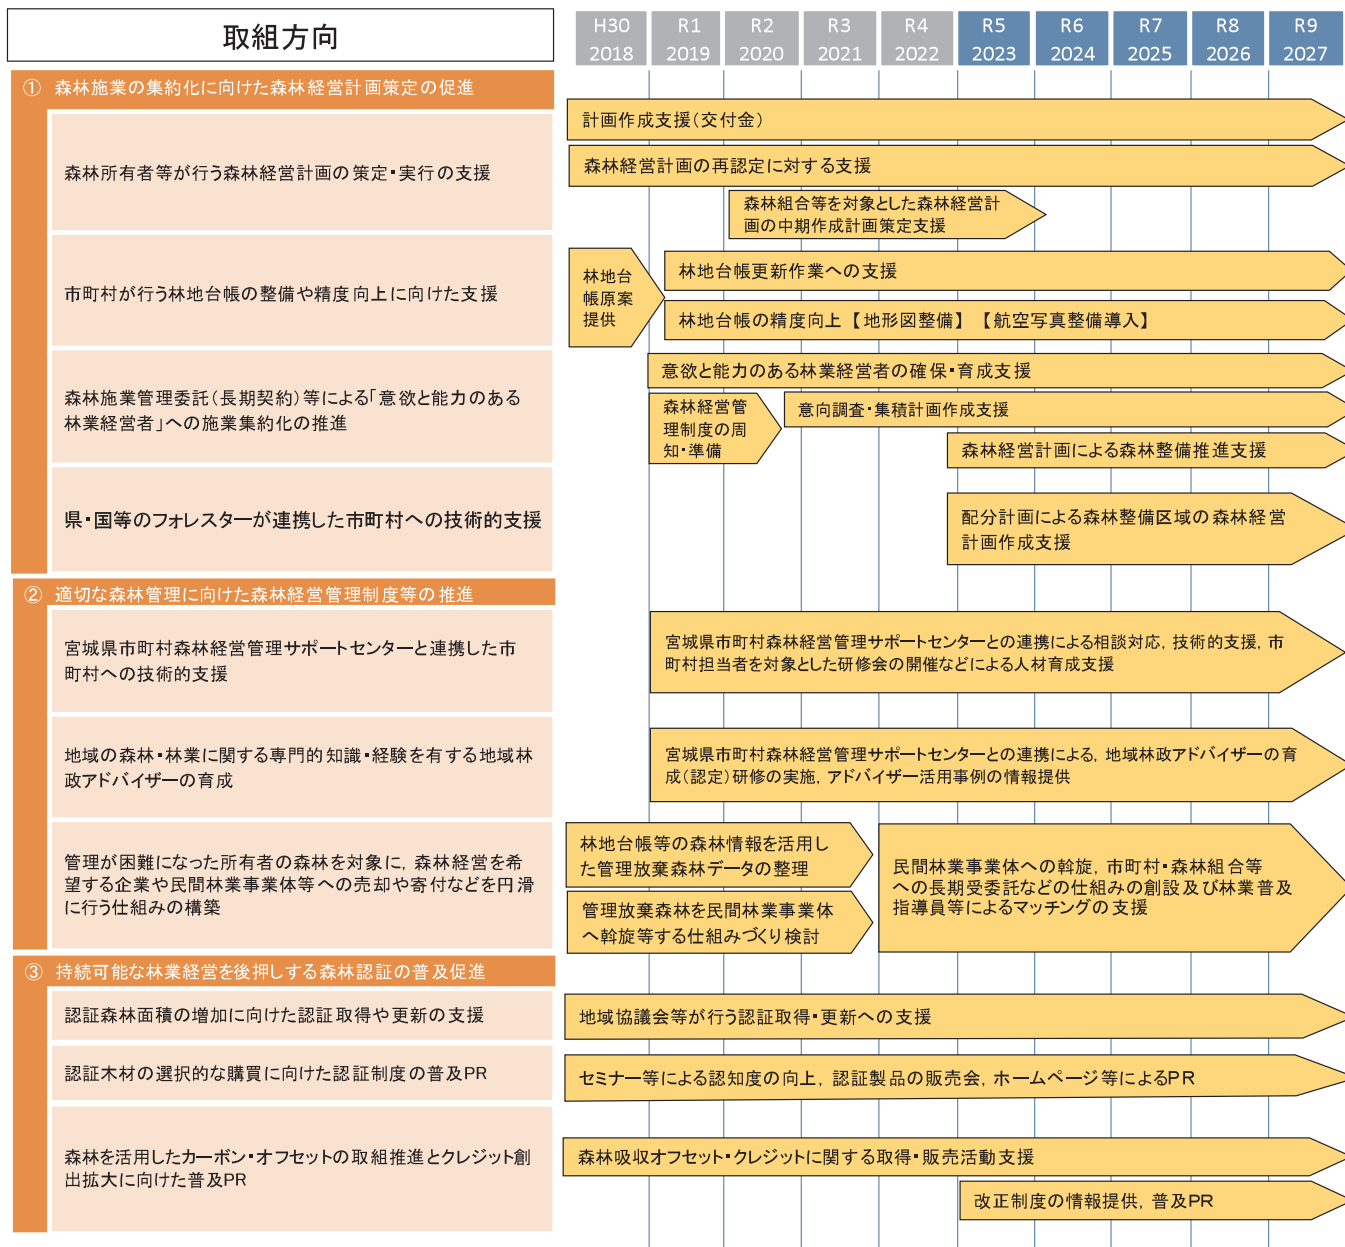 取組方向
H30 R1 R2 R3 R4 R5 R6 R7 R8 R9
2018 2019 2020 2021 2022 2023 2024 2025 2026 2027
① 森林施業の集約化に向けた森林経営計画策定の促進
森林所有者等が行う森林経営計画の策定・実行の支援
計画作成支援(交付金)
森林経営計画の再認定に対する支援
森林組合等を対象とした森林経営計
画の中期作成計画策定支援
市町村が行う林地台帳の整備や精度向上に向けた支援
林地台
帳原案
提供
林地台帳更新作業への支援
林地台帳の精度向上【地形図整備】【航空写真整備導入】
森林施業管理委託(長期契約)等による「意欲と能力のある
林業経営者」への施業集約化の推進
意欲と能力のある林業経営者の確保・育成支援
森林経営管
理制度の周
知・準備
意向調査・集積計画作成支援
森林経営計画による森林整備推進支援
県・国等のフォレスターが連携した市町村への技術的支援
配分計画による森林整備区域の森林経営
計画作成支援
② 適切な森林管理に向けた森林経営管理制度等の推進
宮城県市町村森林経営管理サポートセンターと連携した市
町村への技術的支援
宮城県市町村森林経営管理サポートセンターとの連携による相談対応,技術的支援,市
町村担当者を対象とした研修会の開催などによる人材育成支援
地域の森林・林業に関する専門的知識・経験を有する地域林
政アドバイザーの育成
宮城県市町村森林経営管理サポートセンターとの連携による,地域林政アドバイザーの育
成(認定)研修の実施,アドバイザー活用事例の情報提供
管理が困難になった所有者の森林を対象に,森林経営を希
望する企業や民間林業事業体等への売却や寄付などを円滑
に行う仕組みの構築
林地台帳等の森林情報を活用し
た管理放棄森林データの整理
管理放棄森林を民間林業事業体
へ斡旋等する仕組みづくり検討
民間林業事業体への斡旋,市町村・森林組合等
への長期受委託などの仕組みの創設及び林業普及
指導員等によるマッチングの支援
③ 持続可能な林業経営を後押しする森林認証の普及促進
認証森林面積の増加に向けた認証取得や更新の支援
地域協議会等が行う認証取得・更新への支援
認証木材の選択的な購買に向けた認証制度の普及PR
セミナー等による認知度の向上,認証製品の販売会,ホームページ等によるPR
森林を活用したカーボン・オフセットの取組推進とクレジット創
出拡大に向けた普及PR
森林吸収オフセット・クレジットに関する取得・販売活動支援
改正制度の情報提供,普及PR